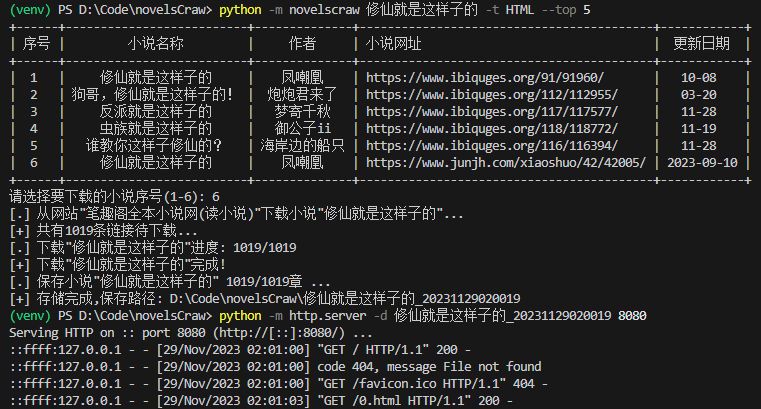 (venv) PS D:\Code\novelsCraw> python -m novelscraw 修仙就是这样子的 -t HTML --top 5
| 序号 | 小说名称 | 作者 | 小说网址 | 更新日期 |
| 1 | 修仙就是这样子的 | 凤嘲凰 | https://www.ibiquges.org/91/91960/ | 10-08 |
| 2 | 狗哥，修仙就是这样子的! | 炮炮君来了 | https://www.ibiquges.org/112/112955/ | 03-20 |
| 3 | 反派就是这样子的 | 梦寄千秋 | https://www.ibiquges.org/117/117577/ | 11-28 |
| 4 | 虫族就是这样子的 | 御公子ii | https://www.ibiquges.org/118/118772/ | 11-19 |
| 5 | 谁教你这样子修仙的？ | 海岸边的船只 | https://www.ibiquges.org/116/116394/ | 11-28 |
| 6 | 修仙就是这样子的 | 凤嘲凰 | https://www.junjh.com/xiaoshuo/42/42005/ | 2023-09-10 |
请选择要下载的小说序号(1-6): 6
[.] 从网站"笔趣阁全本小说网(读小说)"下载小说"修仙就是这样子的"...
[+] 共有1019条链接待下载...
[.] 下载"修仙就是这样子的"进度: 1019/1019
[+] 下载"修仙就是这样子的"完成!
[.] 保存小说"修仙就是这样子的" 1019/1019章 ...
[+] 存储完成,保存路径: D:\Code\novelsCraw\修仙就是这样子的_20231129020019
(venv) PS D:\Code\novelsCraw> python -m http.server -d 修仙就是这样子的_20231129020019 8080
Serving HTTP on :: port 8080 (http://[::]:8080/) ...
::ffff:127.0.0.1 - - [29/Nov/2023 02:01:00] "GET / HTTP/1.1" 200 -
::ffff:127.0.0.1 - - [29/Nov/2023 02:01:00] code 404, message File not found
::ffff:127.0.0.1 - - [29/Nov/2023 02:01:00] "GET /favicon.ico HTTP/1.1" 404 -
::ffff:127.0.0.1 - - [29/Nov/2023 02:01:03] "GET /0.html HTTP/1.1" 200 -